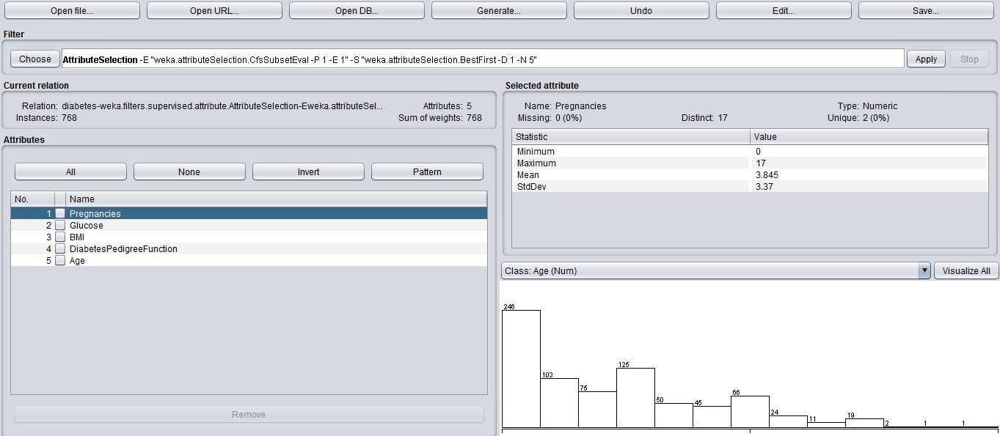 Open file... Open URL... Open DB... Generate... Undo Edit... Save...
Filter
Choose AttributeSelection -E "weka.attributeSelection.CfsSubsetEval -P 1 -E 1" -S "weka.attributeSelection.BestFirst -D 1 -N 5" Apply Stop
Current relation
Relation: diabetes-weka.filters.supervised.attribute.AttributeSelection-Eweka.attributeSel... Attributes: 5
Instances: 768 Sum of weights: 768
Attributes
All None Invert Pattern
No. Name
1 Pregnancies
2 Glucose
3 BMI
4 DiabetesPedigreeFunction
5 Age
Remove
Selected attribute
Name: Pregnancies Type: Numeric
Missing: 0 (0%) Distinct: 17 Unique: 2 (0%)
Statistic Value
Minimum 0
Maximum 17
Mean 3.845
StdDev 3.37
Class: Age (Num) Visualize All
246
103
75
125
50
45
66
24
11
19
2
1
1